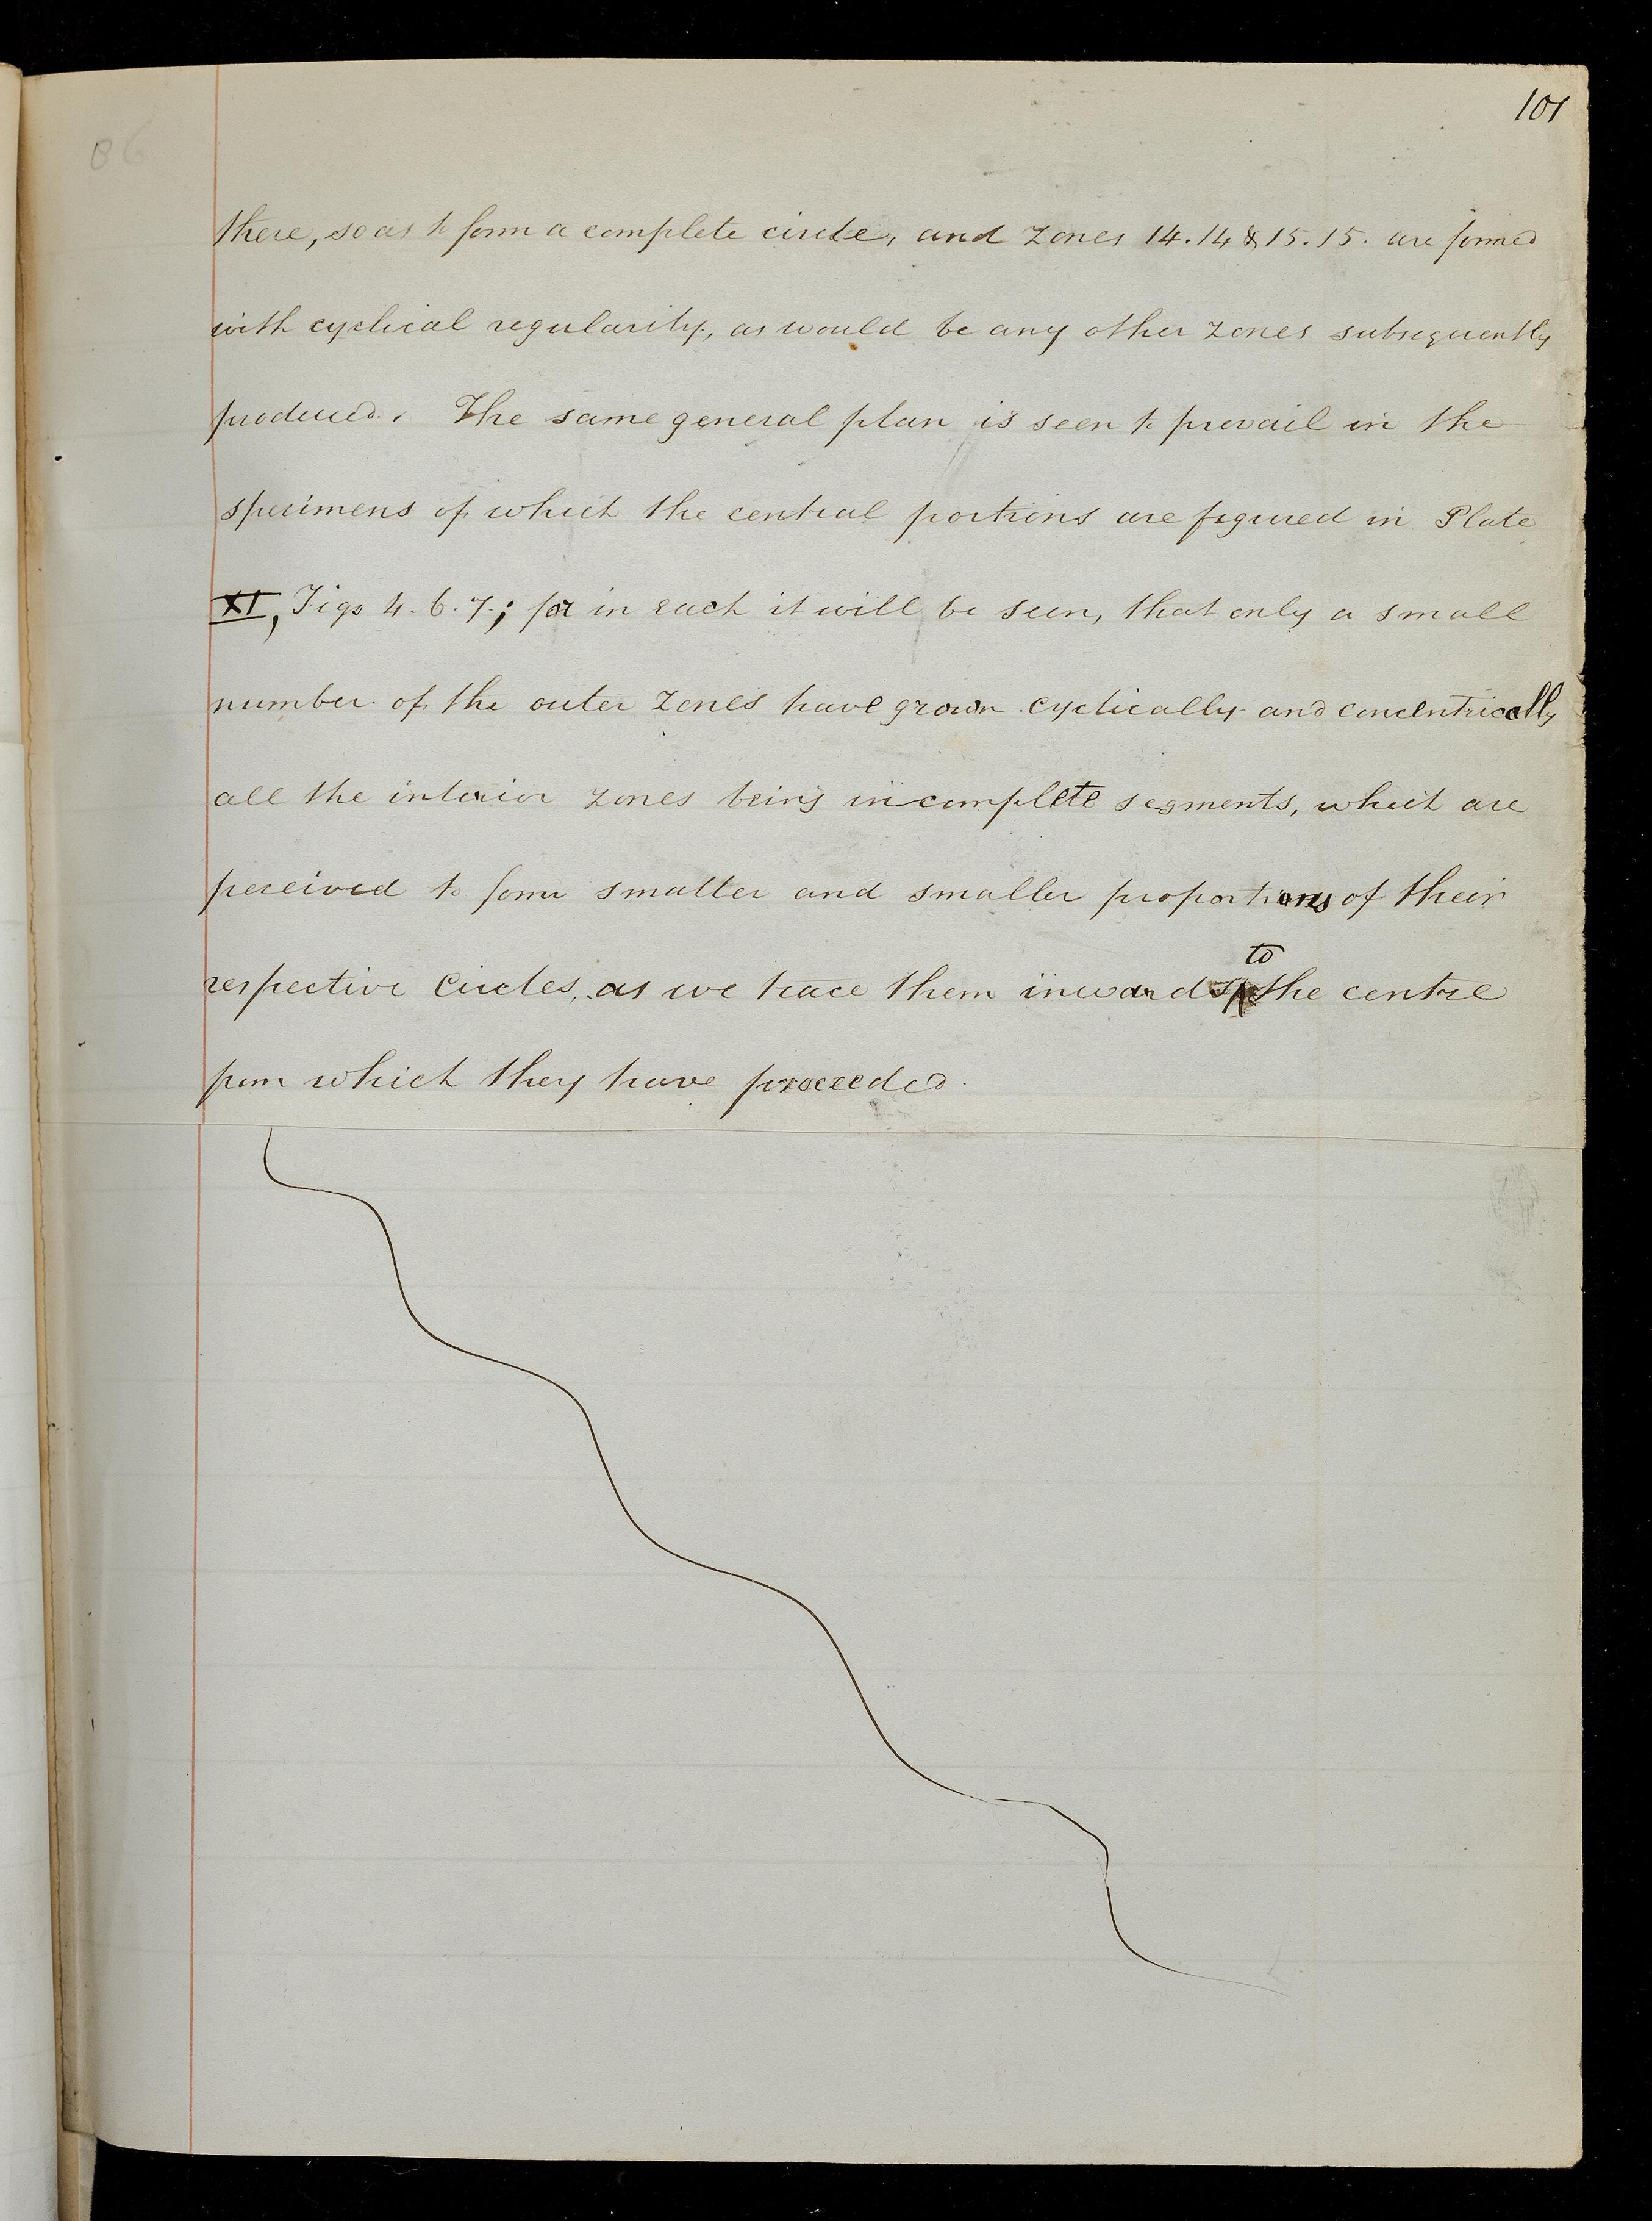 101
86
there, so as to form a complete circle, and zones 14.14 & 15.15. are formed
with cyclical regularity, as would be any other zones subsequently
produced. The same general plan is seen to prevail in the
specimens of which the central portions are figured in Plate
XI, Figs 4. 6. 7.; for in each it will be seen, that only a small
number of the outer zones have grown cyclically and concentrically
all the interior zones being incomplete segments, which are
perceived to form smaller and smaller proportions of their
respective circles, as we trace them inwards
to
the centre
from which they have proceeded.